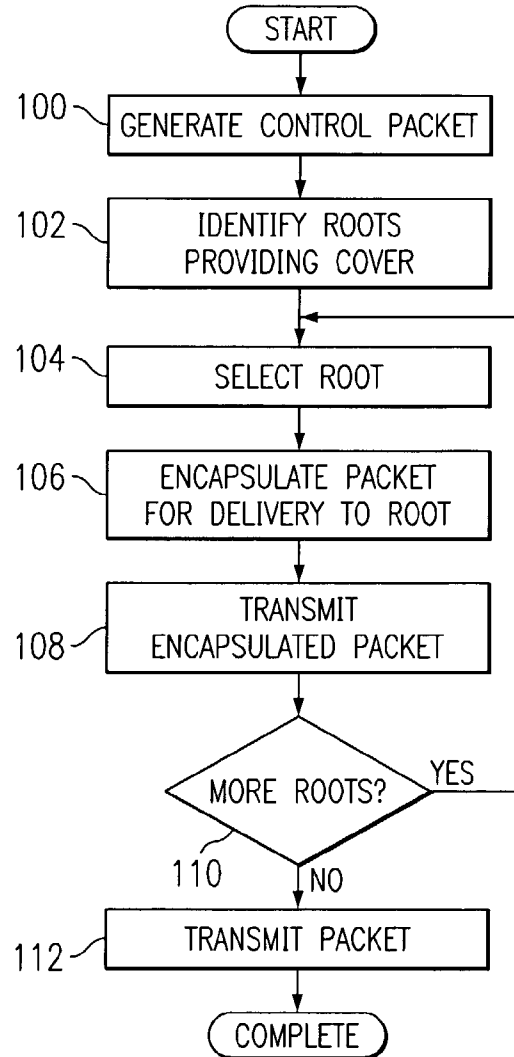 START
100
GENERATE CONTROL PACKET
102
IDENTIFY ROOTS
PROVIDING COVER
104
SELECT ROOT
106
ENCAPSULATE PACKET
FOR DELIVERY TO ROOT
108
TRANSMIT
ENCAPSULATED PACKET
MORE ROOTS?
YES
110
NO
112
TRANSMIT PACKET
COMPLETE